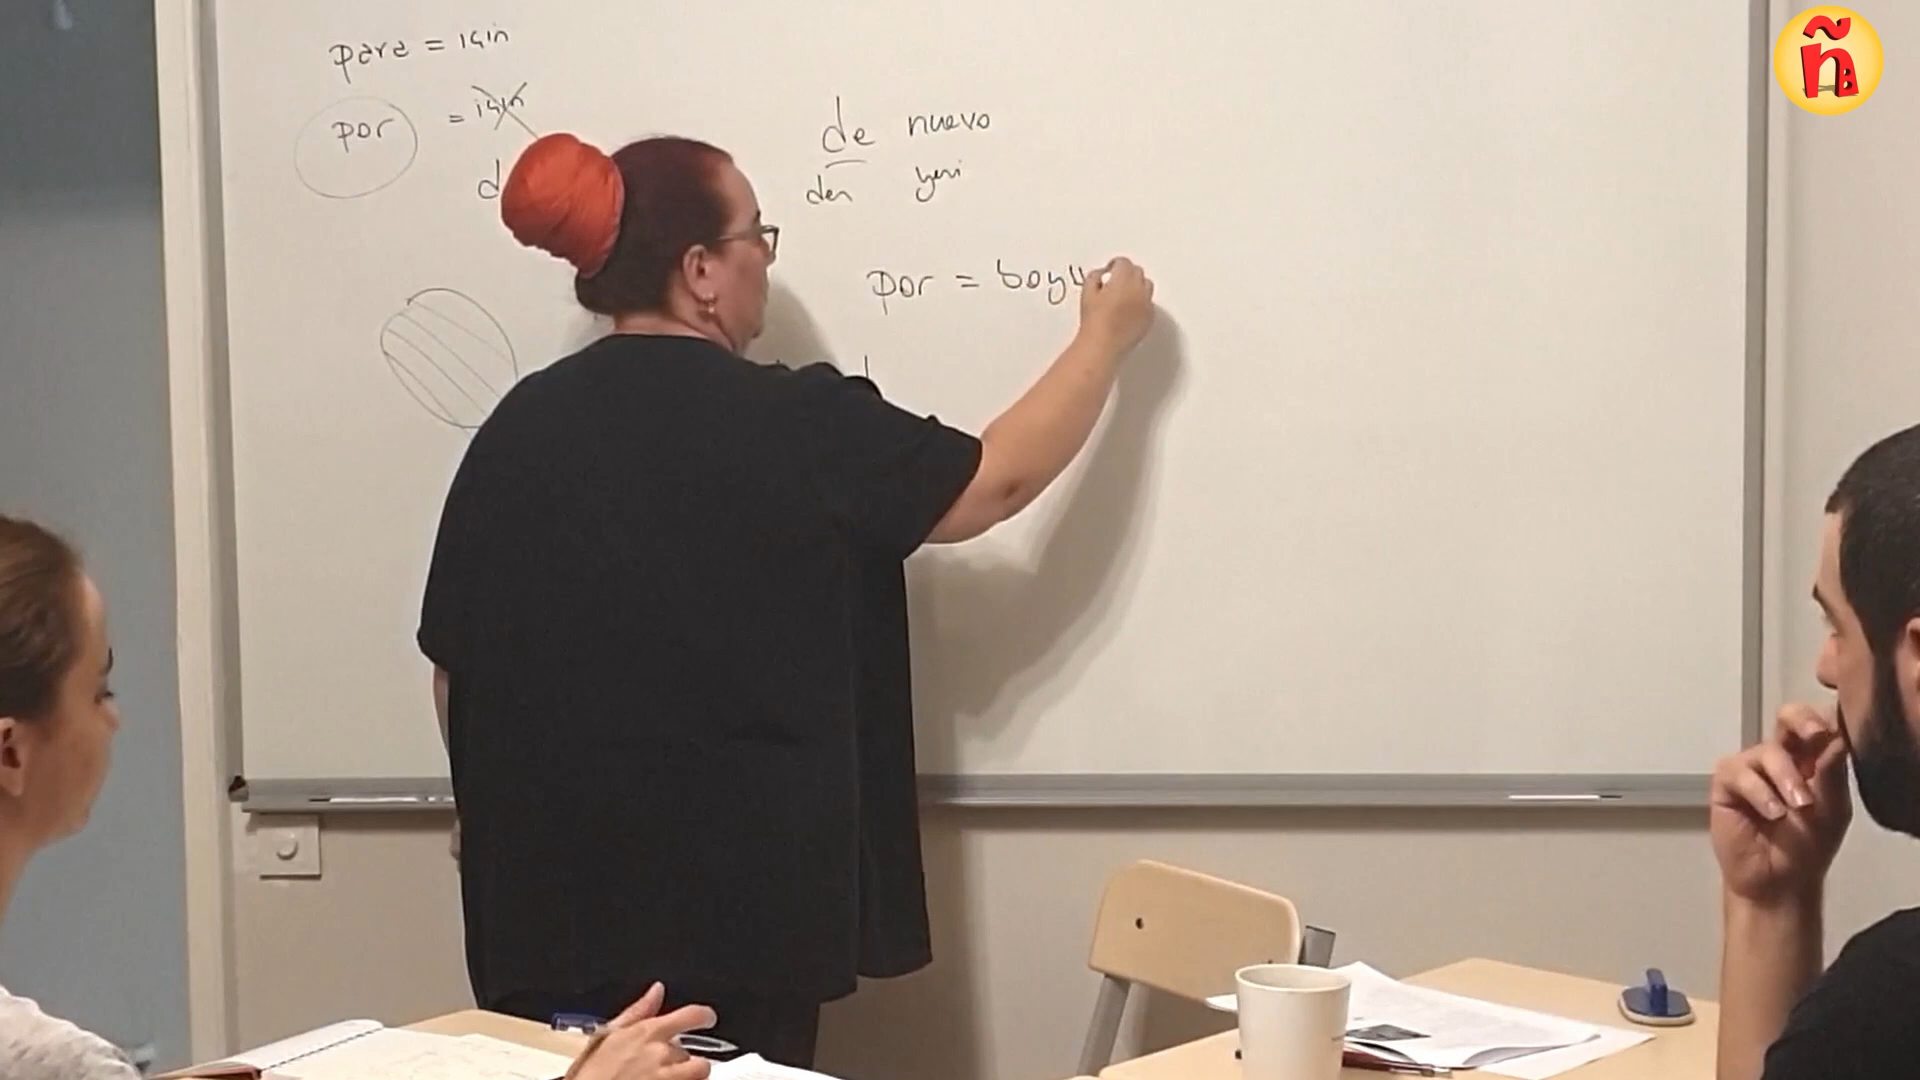 para = için
por = için
de nuevo
den yeni
por = boyu
ñ